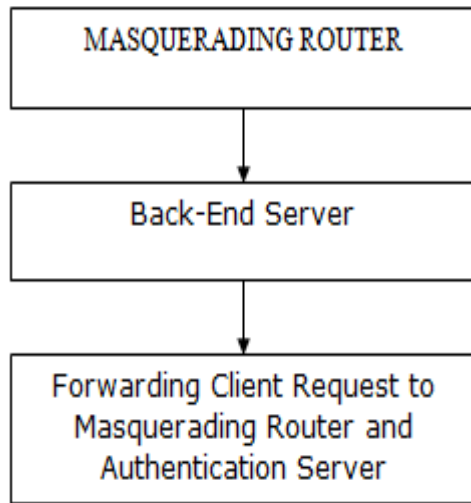 MASQUERADING ROUTER
Back-End Server
Forwarding Client Request to
Masquerading Router and
Authentication Server